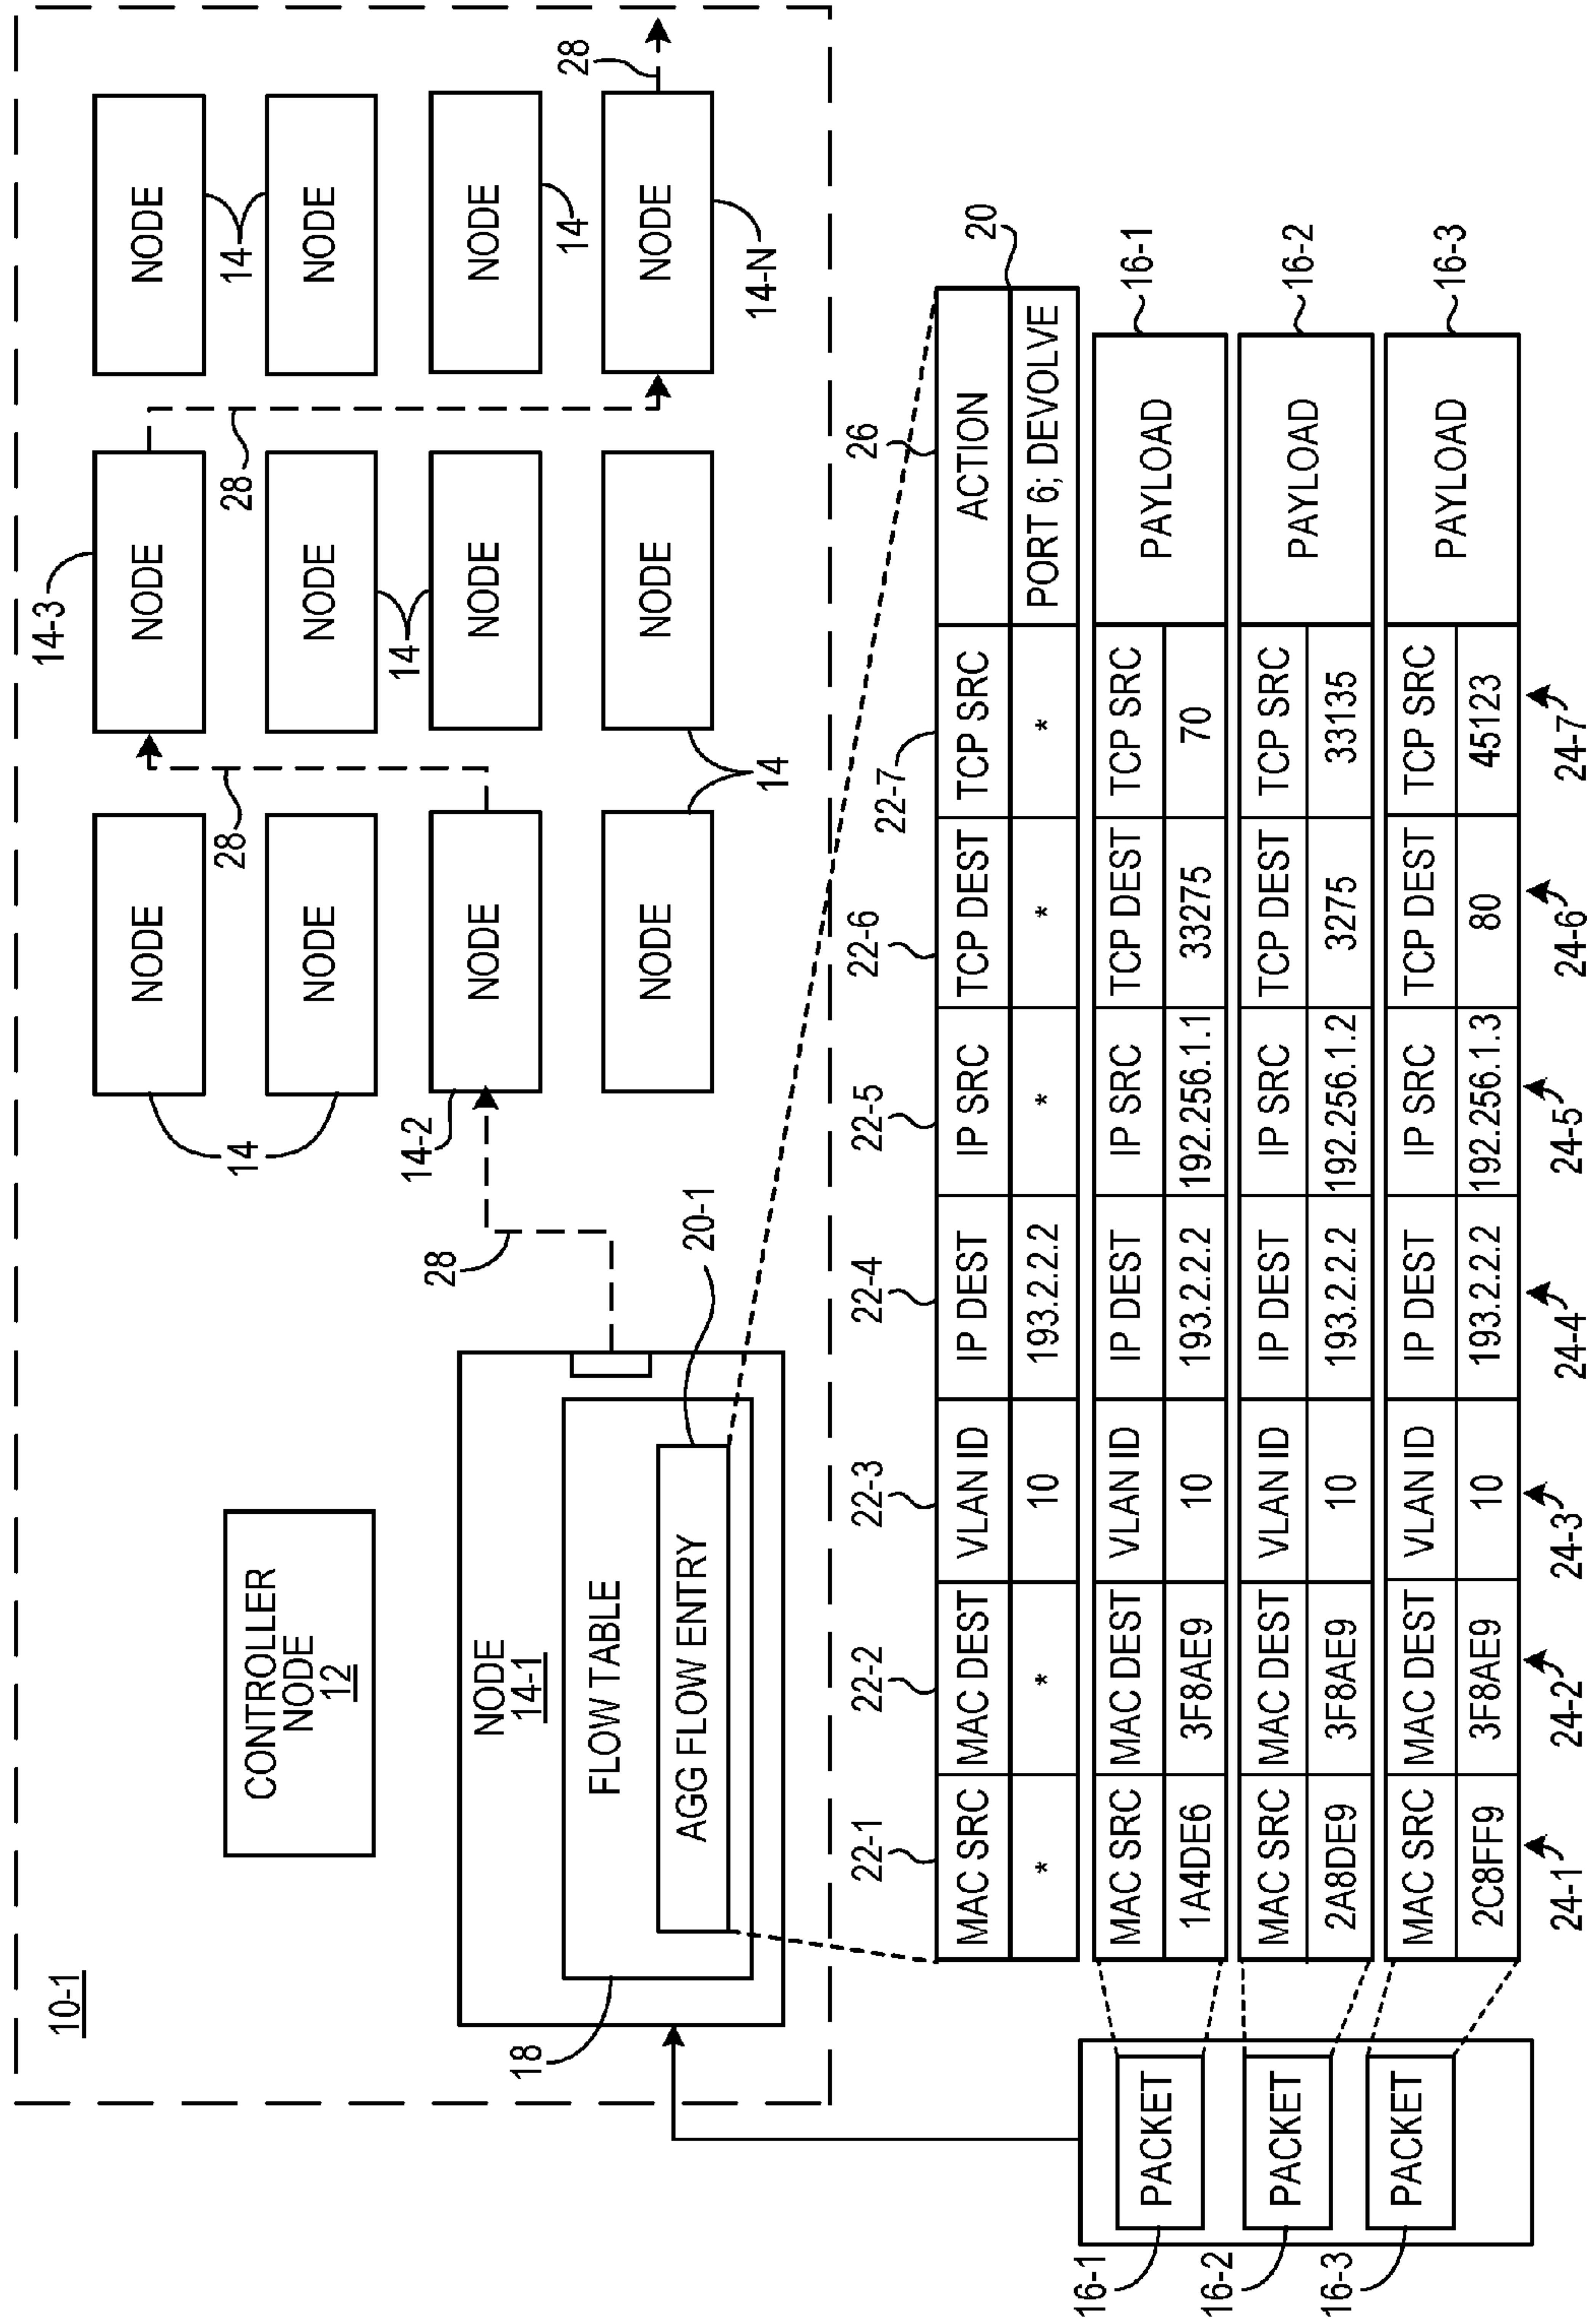 10-1
CONTROLLER
NODE
12
NODE
14-1
FLOW TABLE
AGG FLOW ENTRY
18
20-1
28
14
NODE
NODE
14-2
NODE
NODE
28
14-3
NODE
NODE
14
NODE
NODE
14
28
NODE
14
NODE
NODE
14
NODE
14-N
28
22-1
22-2
22-3
22-4
22-5
22-6
22-7
26
20
MAC SRC MAC DEST VLAN ID IP DEST IP SRC TCP DEST TCP SRC ACTION
* * 10 193.2.2.2 * * * PORT 6; DEVOLVE
16-1
PACKET
MAC SRC MAC DEST VLAN ID IP DEST IP SRC TCP DEST TCP SRC PAYLOAD
1A4DE6 3F8AE9 10 193.2.2.2 192.256.1.1 33275 70
16-1
16-2
PACKET
MAC SRC MAC DEST VLAN ID IP DEST IP SRC TCP DEST TCP SRC PAYLOAD
2A8DE9 3F8AE9 10 193.2.2.2 192.256.1.2 3275 33135
16-2
16-3
PACKET
MAC SRC MAC DEST VLAN ID IP DEST IP SRC TCP DEST TCP SRC PAYLOAD
2C8FF9 3F8AE9 10 193.2.2.2 192.256.1.3 80 45123
16-3
24-1
24-2
24-3
24-4
24-5
24-6
24-7